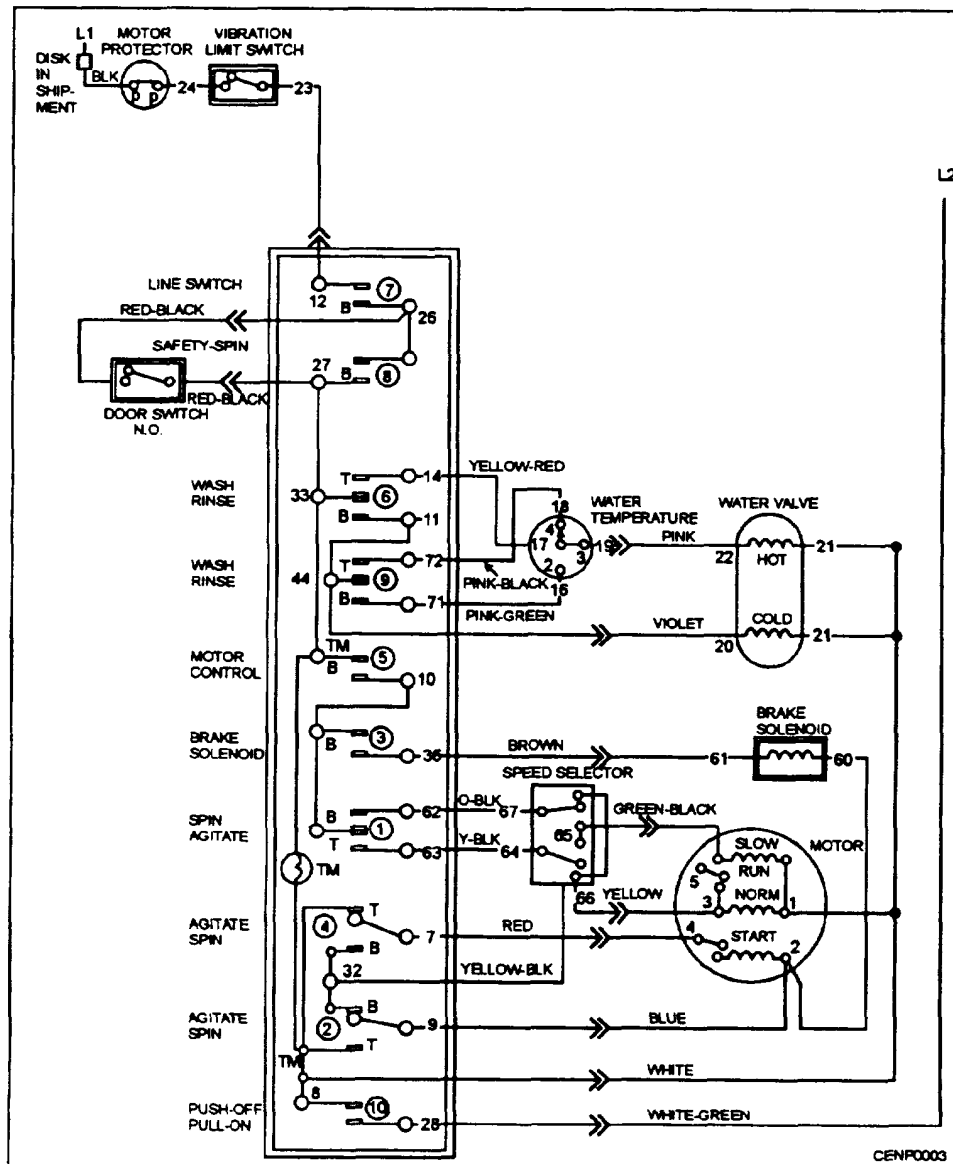 L1
MOTOR
PROTECTOR
VIBRATION
LIMIT SWITCH
DISK
IN
SHIP-
MENT
BLK
P P
24
23
L2
LINE SWITCH
12
7
B
26
RED-BLACK
SAFETY-SPIN
27
B
8
RED-BLACK
DOOR SWITCH
N.O.
WASH
RINSE
33
T
6
B
14
11
YELLOW-RED
18
4
17
3
2
16
19
WATER
TEMPERATURE
PINK
WATER VALVE
22
HOT
21
WASH
RINSE
44
T
9
B
72
71
PINK-BLACK
PINK-GREEN
VIOLET
COLD
20
21
MOTOR
CONTROL
TM
B
5
10
BRAKE
SOLENOID
B
3
36
BROWN
61
BRAKE
SOLENOID
60
SPEED SELECTOR
SPIN
AGITATE
B
1
T
62
63
O-BLK
67
Y-BLK
64
65
66
GREEN-BLACK
YELLOW
SLOW
RUN
NORM
START
MOTOR
5
3
1
4
2
TM
AGITATE
SPIN
T
4
B
7
RED
32
YELLOW-BLK
AGITATE
SPIN
B
2
T
9
BLUE
TM
WHITE
8
PUSH-OFF
PULL-ON
10
28
WHITE-GREEN
CENP0003